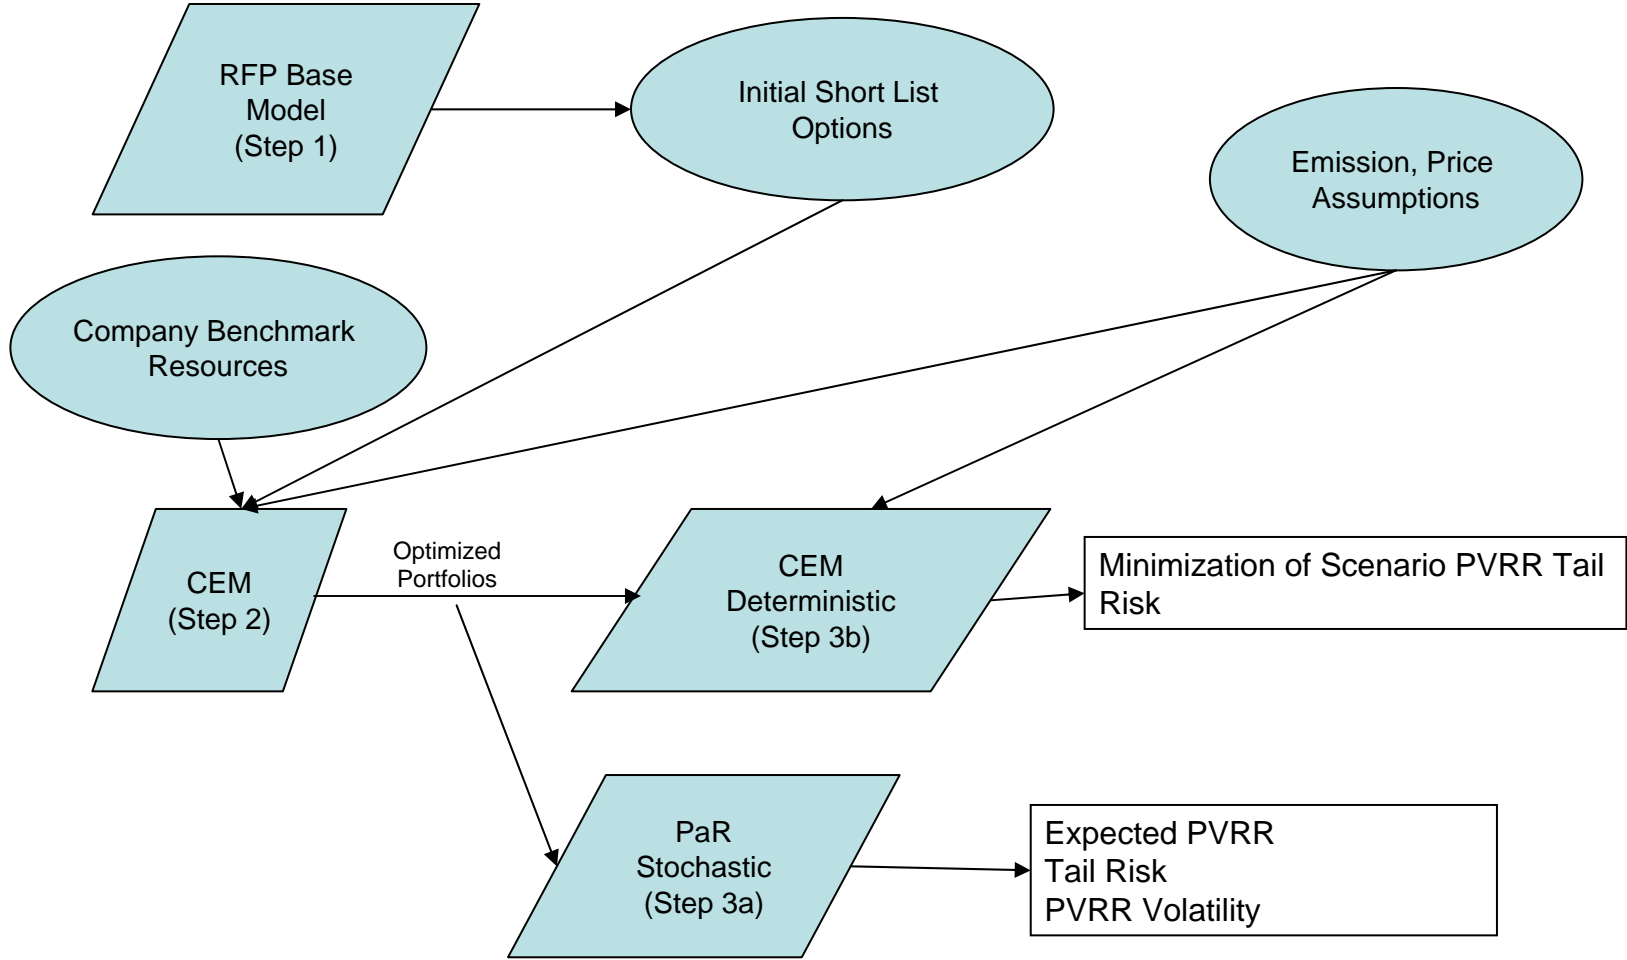 RFP Base
Model
(Step 1)
Initial Short List
Options
Emission, Price
Assumptions
Company Benchmark
Resources
CEM
(Step 2)
Optimized
Portfolios
CEM
Deterministic
(Step 3b)
Minimization of Scenario PVRR Tail
Risk
PaR
Stochastic
(Step 3a)
Expected PVRR
Tail Risk
PVRR Volatility